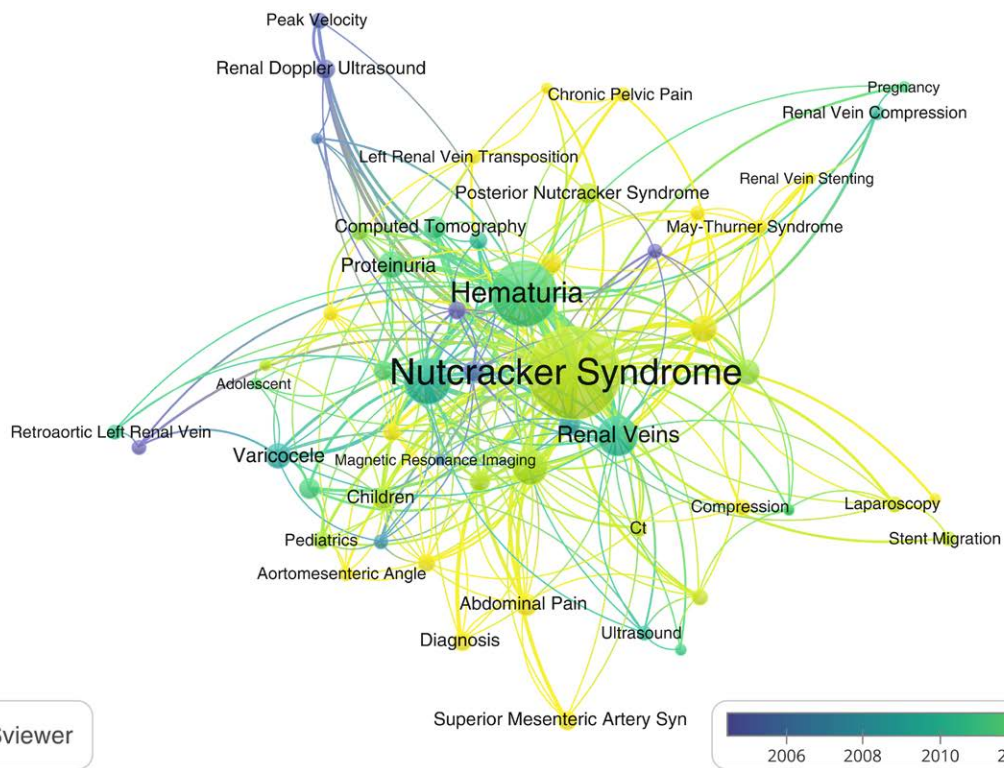 Peak Velocity
Renal Doppler Ultrasound
Chronic Pelvic Pain
Pregnancy
Renal Vein Compression
Left Renal Vein Transposition
Renal Vein Stenting
Posterior Nutcracker Syndrome
Computed Tomography
May-Thurner Syndrome
Proteinuria
Hematuria
Nutcracker Syndrome
Adolescent
Retroaortic Left Renal Vein
Renal Veins
Varicocele
Magnetic Resonance Imaging
Children
Compression
Laparoscopy
Ct
Pediatrics
Stent Migration
Aortomesenteric Angle
Abdominal Pain
Diagnosis
Ultrasound
Superior Mesenteric Artery Syn
viewer
2006 2008 2010